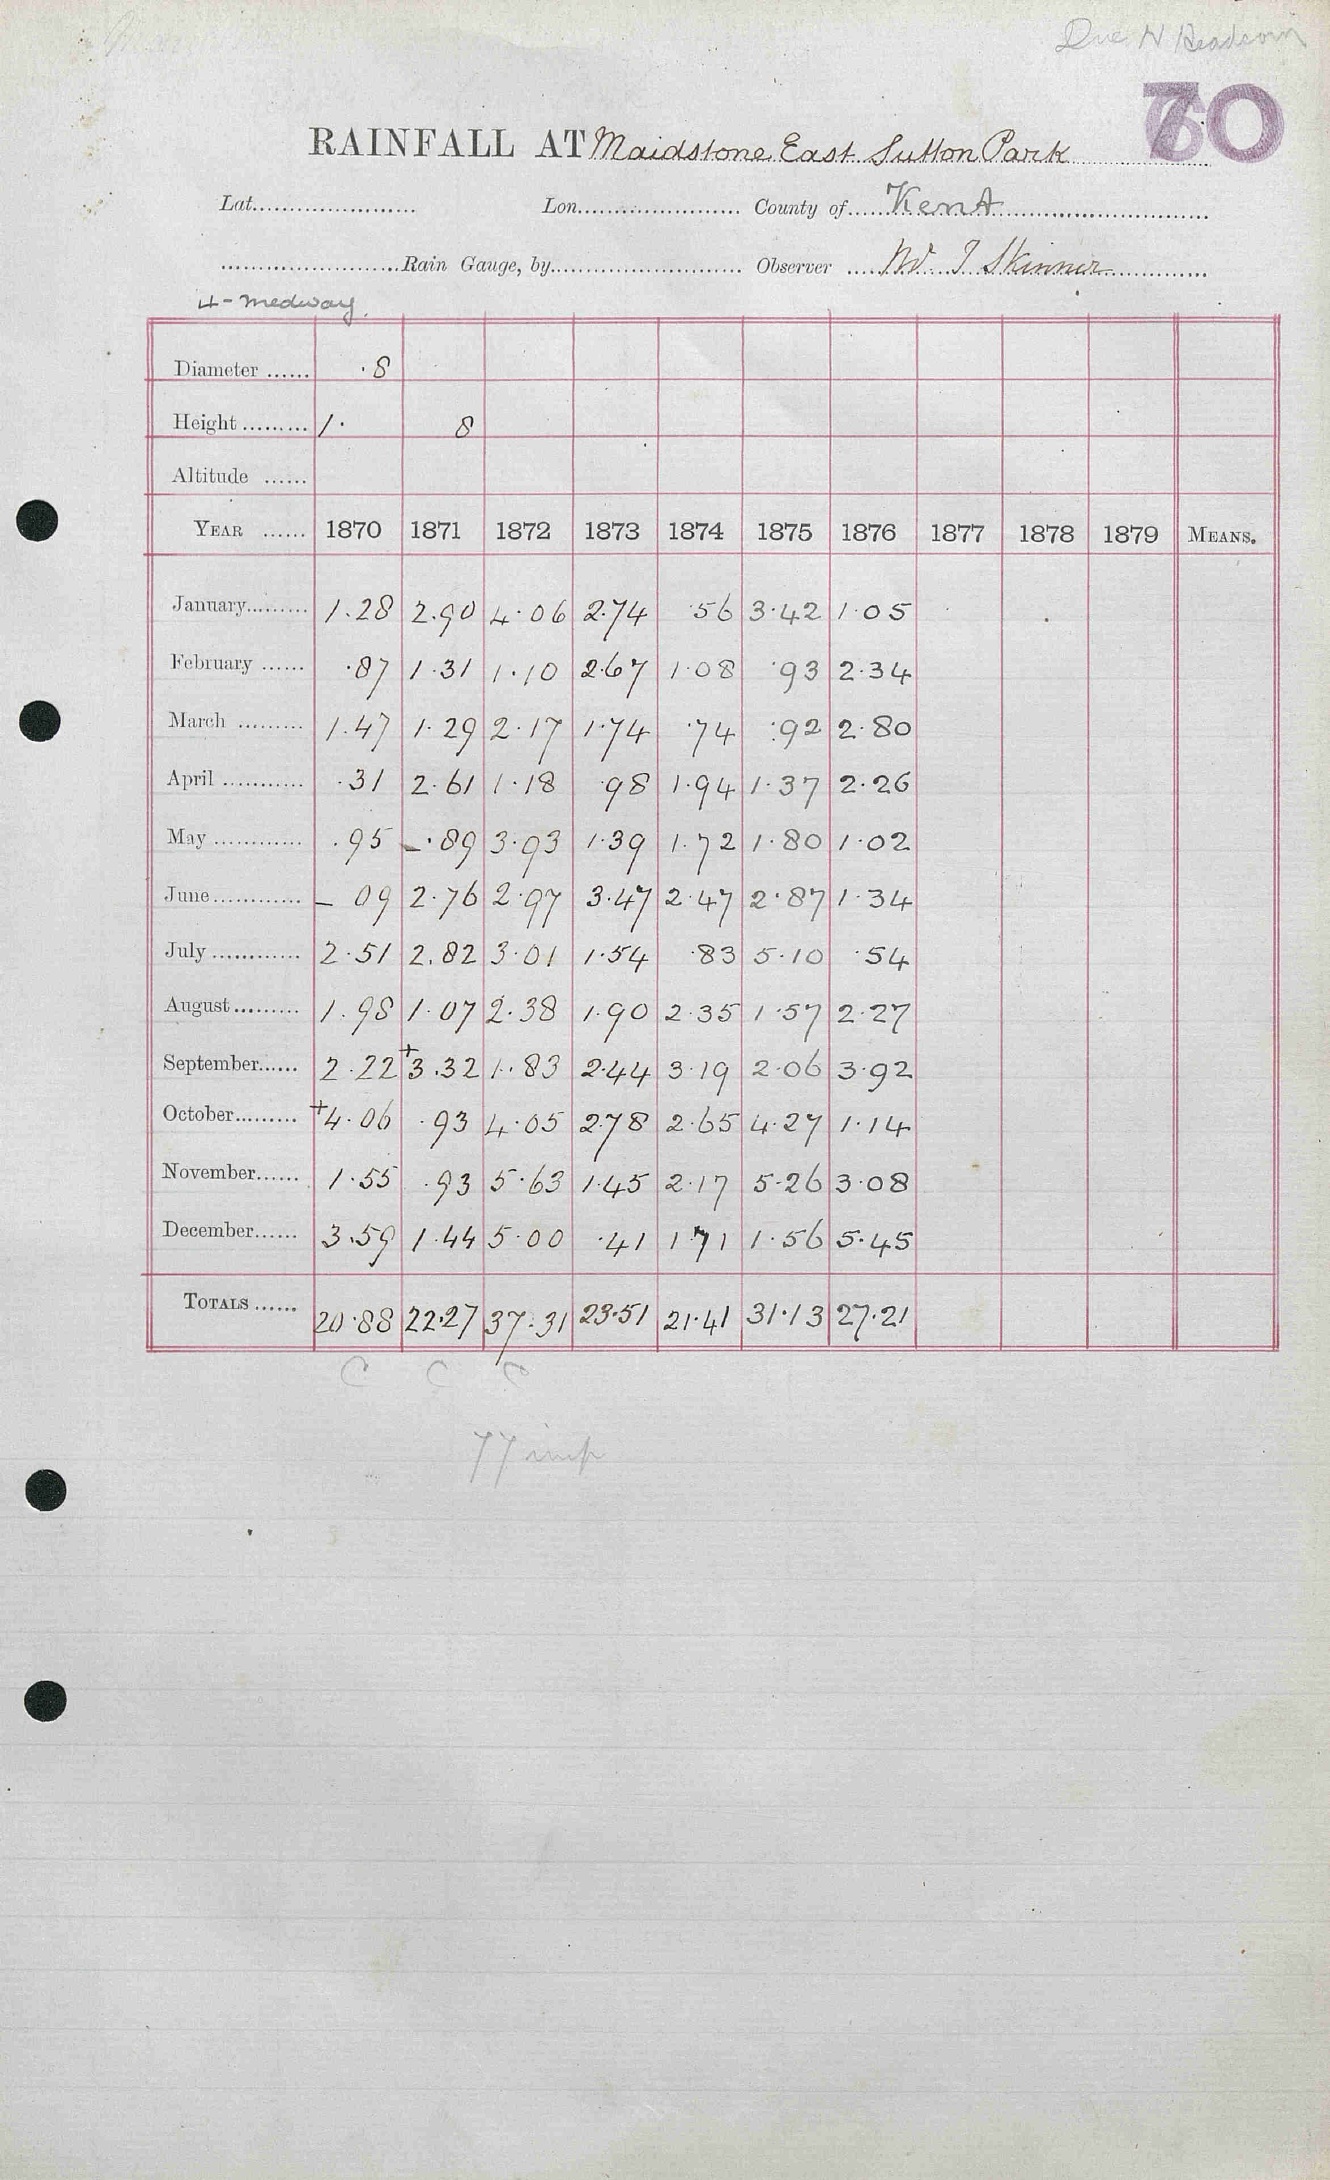 Due N Headcorn
70
RAINFALL AT Maidstone East Sutton Park
Lat. Lon. County of Kent
Rain Gauge, by Observer W J Skinner
4-medway
Diameter ...... ·8
Height ......... 1· 8
Altitude ......
YEAR ...... 1870 1871 1872 1873 1874 1875 1876 1877 1878 1879 MEANS.
January......... 1·28 2·90 4·06 2·74 ·56 3·42 1·05
February ...... ·87 1·31 1·10 2·67 1·08 ·93 2·34
March ......... 1·47 1·29 2·17 1·74 ·74 ·92 2·80
April ........... ·31 2·61 1·18 ·98 1·94 1·37 2·26
May ............ ·95 -·89 3·93 1·39 1·72 1·80 1·02
June............ - 09 2·76 2·97 3·47 2·47 2·87 1·34
July ............ 2·51 2.82 3·01 1·54 ·83 5·10 ·54
August......... 1.98 1·07 2·38 1·90 2·35 1·57 2·27
September...... 2·22 +3.32 1·83 2·44 3·19 2·06 3·92
October......... +4·06 ·93 4·05 2·78 2·65 4·27 1·14
November...... 1·55 ·93 5·63 1·45 2·17 5·26 3·08
December...... 3.59 1·44 5·00 ·41 1·71 1·56 5·45
TOTALS ...... 20·88 22·27 37·31 23·51 21·41 31·13 27·21
C C C